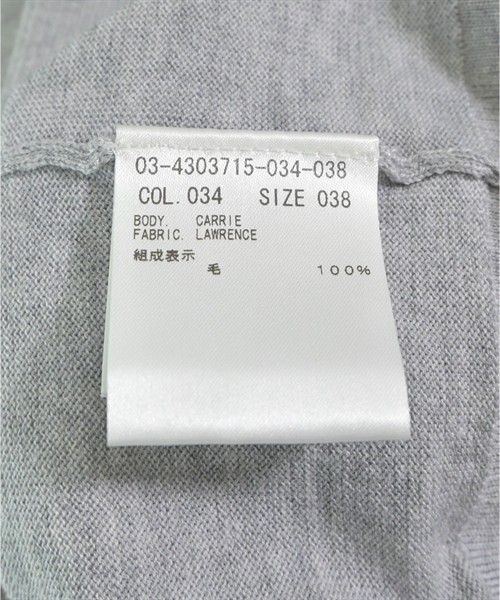 03-4303715-034-038
COL. 034 SIZE 038
BODY. CARRIE
FABRIC. LAWRENCE
組成表示
毛 100%